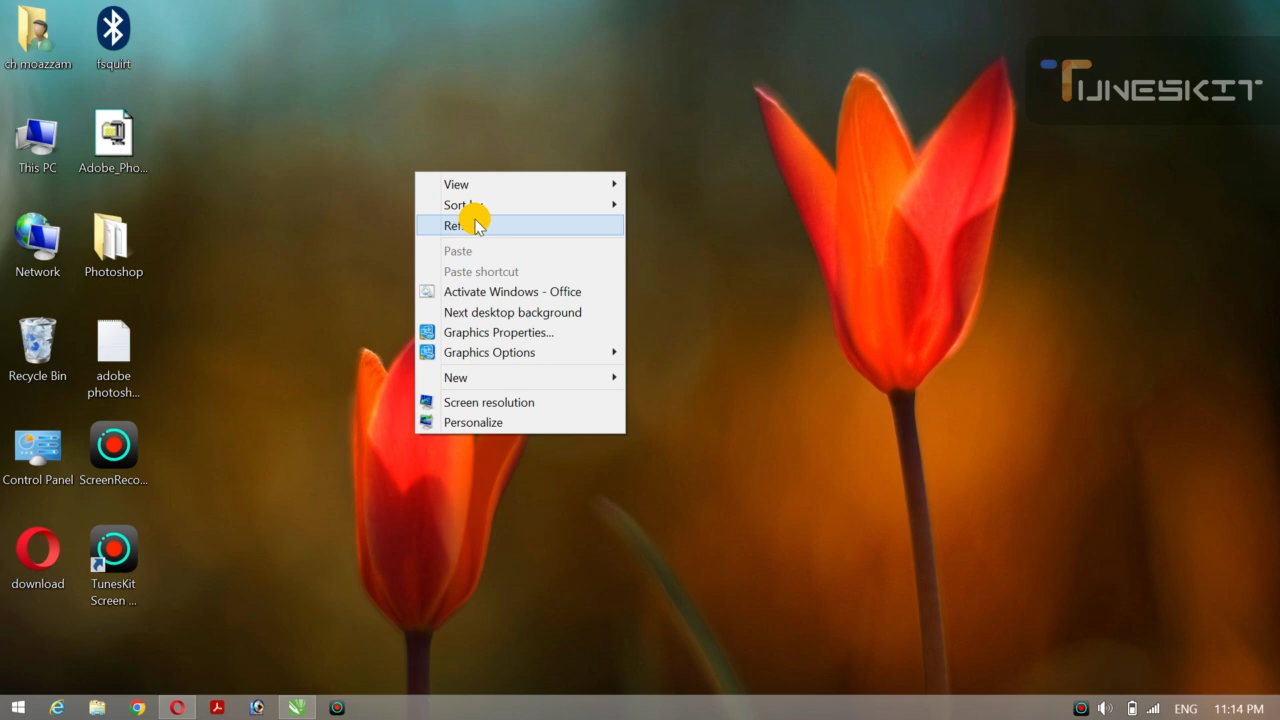 ch moazzam
fsquirt
This PC
Adobe_Pho...
Network
Photoshop
Recycle Bin
adobe
photosh...
Control Panel
ScreenReco...
download
TunesKit
Screen ...
View
Sort
Paste
Paste shortcut
Activate Windows - Office
Next desktop background
Graphics Properties...
Graphics Options
New
Screen resolution
Personalize
TUNESKIT
ENG
11:14 PM